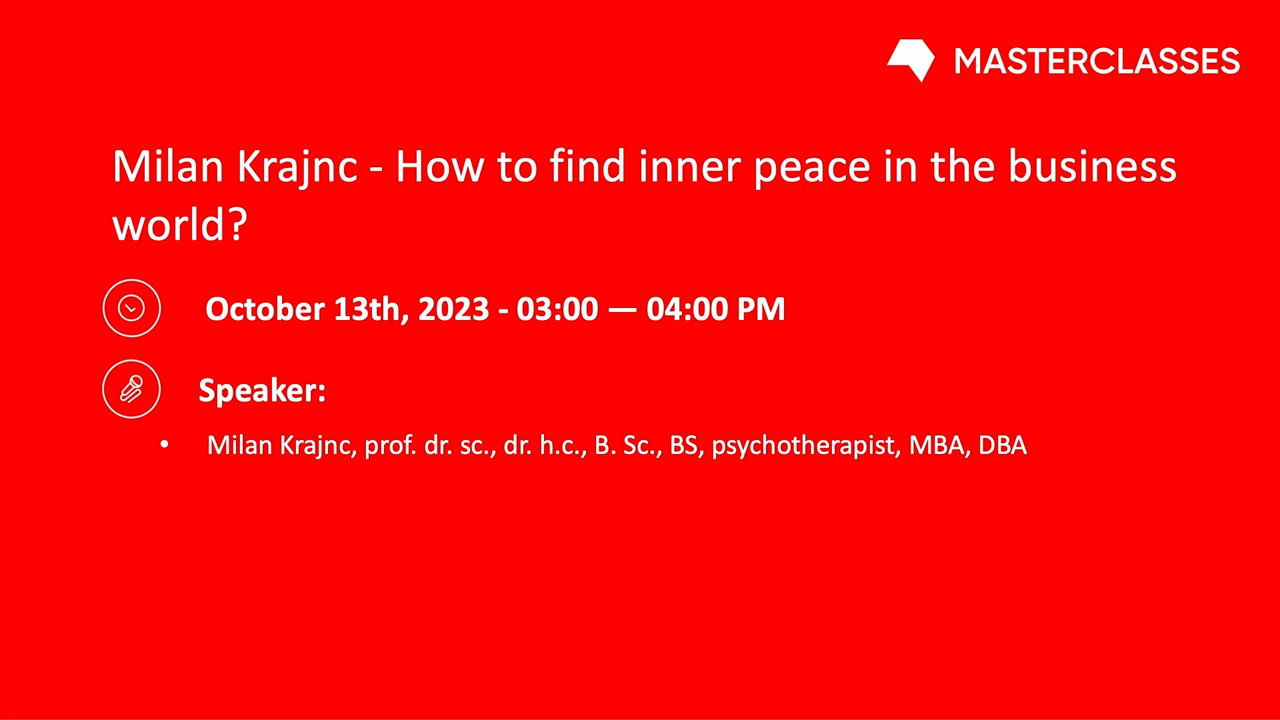 MASTERCLASSES
Milan Krajnc - How to find inner peace in the business
world?
October 13th, 2023 - 03:00 — 04:00 PM
Speaker:
• Milan Krajnc, prof. dr. sc., dr. h.c., B. Sc., BS, psychotherapist, MBA, DBA